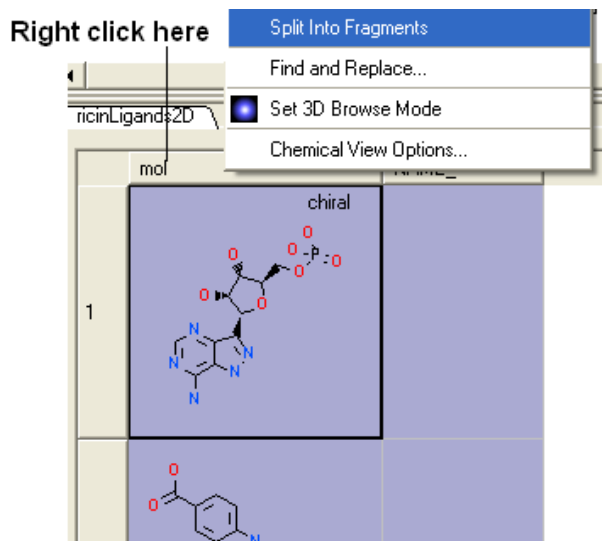 Right click here
Split Into Fragments
Find and Replace...
Set 3D Browse Mode
Chemical View Options...
ricinLigands2D
mol
NAME_
1
chiral
O
O
O
P
O
O
O
O
O
N
N
N
N
N
O
O
N